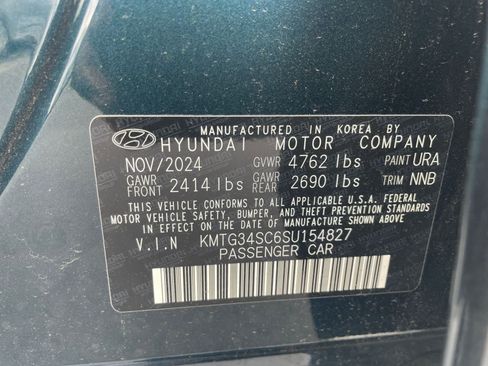 MANUFACTURED IN KOREA BY
HYUNDAI MOTOR COMPANY
NOV/2024 GVWR 4762 lbs PAINT URA
GAWR FRONT 2414 lbs GAWR REAR 2690 lbs TRIM NNB
THIS VEHICLE CONFORMS TO ALL APPLICABLE U.S.A. FEDERAL
MOTOR VEHICLE SAFETY, BUMPER, AND THEFT PREVENTION STANDARDS
IN EFFECT ON THE DATE OF MANUFACTURE SHOWN ABOVE.
V.I.N KMTG34SC6SU154827
PASSENGER CAR